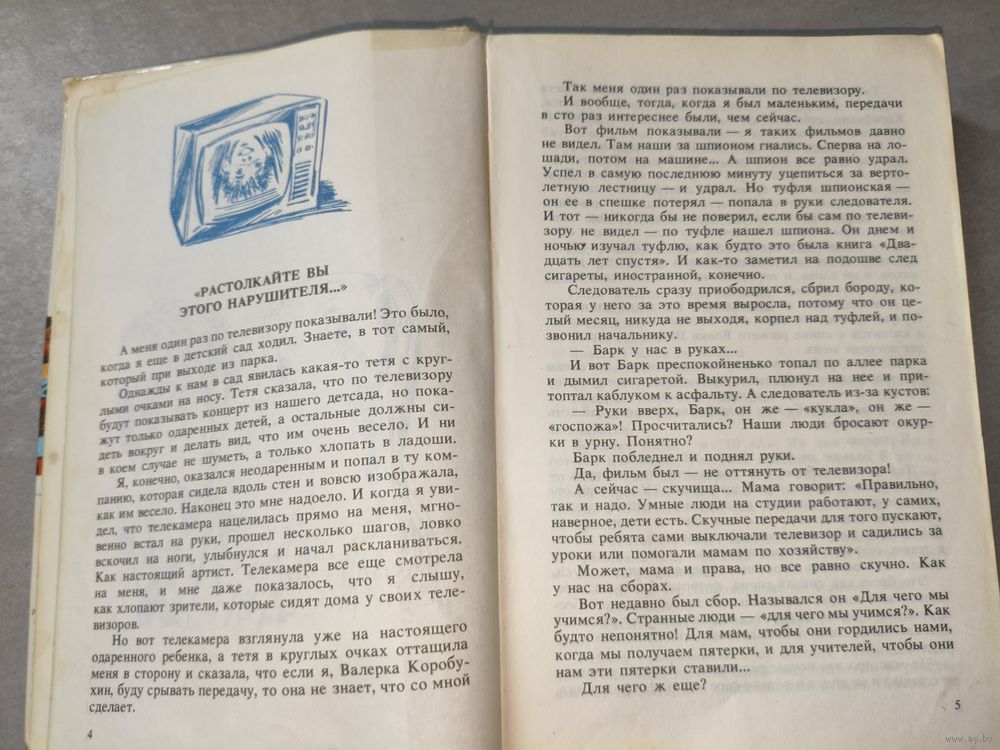 «РАСТОЛКАЙТЕ ВЫ
ЭТОГО НАРУШИТЕЛЯ...»
А меня один раз по телевизору показывали! Это было,
когда я еще в детский сад ходил. Знаете, в тот самый,
который при выходе из парка.
Однажды к нам в сад явилась какая-то тетя с круг-
лыми очками на носу. Тетя сказала, что по телевизору
будут показывать концерт из нашего детсада, но пока-
жут только одаренных детей, а остальные должны си-
деть вокруг и делать вид, что им очень весело. И ни
в коем случае не шуметь, а только хлопать в ладоши.
Я, конечно, оказался неодаренным и попал в ту ком-
панию, которая сидела вдоль стен и вовсю изображала,
как им весело. Наконец это мне надоело. И когда я уви-
дел, что телекамера нацелилась прямо на меня, мгно-
венно встал на руки, прошел несколько шагов, ловко
вскочил на ноги, улыбнулся и начал раскланиваться.
Как настоящий артист. Телекамера все еще смотрела
на меня, и мне даже показалось, что я слышу,
как хлопают зрители, которые сидят дома у своих теле-
визоров.
Но вот телекамера взглянула уже на настоящего
одаренного ребенка, а тетя в круглых очках оттащила
меня в сторону и сказала, что если я, Валерка Коробу-
хин, буду срывать передачу, то она не знает, что со мной
сделает.
4
Так меня один раз показывали по телевизору.
И вообще, тогда, когда я был маленьким, передачи
в сто раз интереснее были, чем сейчас.
Вот фильм показывали — я таких фильмов давно
не видел. Там наши за шпионом гнались. Сперва на ло-
шади, потом на машине... А шпион все равно удрал.
Успел в самую последнюю минуту уцепиться за верто-
летную лестницу — и удрал. Но туфля шпионская —
он ее в спешке потерял — попала в руки следователя.
И тот — никогда бы не поверил, если бы сам по телеви-
зору не видел — по туфле нашел шпиона. Он днем и
ночью изучал туфлю, как будто это была книга «Два-
дцать лет спустя». И как-то заметил на подошве след
сигареты, иностранной, конечно.
Следователь сразу приободрился, сбрил бороду, ко-
торая у него за это время выросла, потому что он це-
лый месяц, никуда не выходя, корпел над туфлей, и по-
звонил начальнику.
— Барк у нас в руках...
И вот Барк преспокойненько топал по аллее парка
и дымил сигаретой. Выкурил, плюнул на нее и при-
топтал каблуком к асфальту. А следователь из-за кустов:
— Руки вверх, Барк, он же — «кукла», он же —
«госпожа»! Просчитались? Наши люди бросают окур-
ки в урну. Понятно?
Барк побледнел и поднял руки.
Да, фильм был — не оттянуть от телевизора!
А сейчас — скучища... Мама говорит: «Правильно,
так и надо. Умные люди на студии работают, у самих,
наверное, дети есть. Скучные передачи для того пускают,
чтобы ребята сами выключали телевизор и садились за
уроки или помогали мамам по хозяйству».
Может, мама и права, но все равно скучно. Как
у нас на сборах.
Вот недавно был сбор. Назывался он «Для чего мы
учимся?». Странные люди — «для чего мы учимся?». Как
будто непонятно! Для мам, чтобы они гордились нами,
когда мы получаем пятерки, и для учителей, чтобы они
нам эти пятерки ставили...
Для чего ж еще?
5
www.ay.by